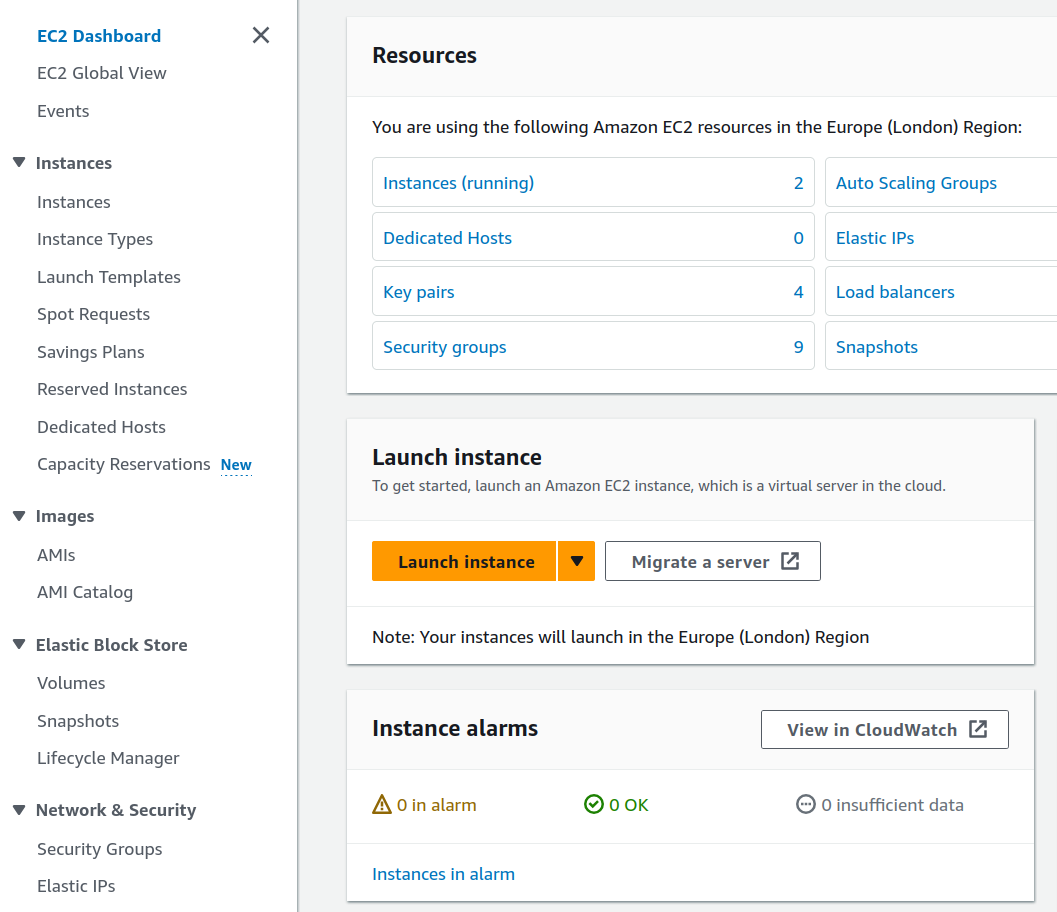 EC2 Dashboard
EC2 Global View
Events
Instances
Instances
Instance Types
Launch Templates
Spot Requests
Savings Plans
Reserved Instances
Dedicated Hosts
Capacity Reservations New
Images
AMIs
AMI Catalog
Elastic Block Store
Volumes
Snapshots
Lifecycle Manager
Network & Security
Security Groups
Elastic IPs
Resources
You are using the following Amazon EC2 resources in the Europe (London) Region:
Instances (running) 2 Auto Scaling Groups
Dedicated Hosts 0 Elastic IPs
Key pairs 4 Load balancers
Security groups 9 Snapshots
Launch instance
To get started, launch an Amazon EC2 instance, which is a virtual server in the cloud.
Launch instance Migrate a server
Note: Your instances will launch in the Europe (London) Region
Instance alarms View in CloudWatch
0 in alarm 0 OK 0 insufficient data
Instances in alarm